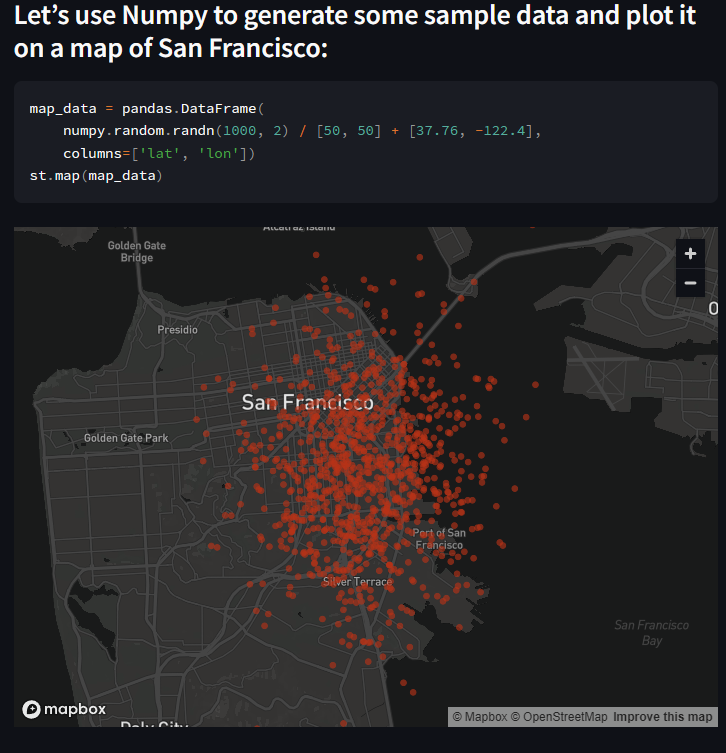 Let’s use Numpy to generate some sample data and plot it
on a map of San Francisco:
map_data = pandas.DataFrame(
    numpy.random.randn(1000, 2) / [50, 50] + [37.76, -122.4],
    columns=['lat', 'lon'])
st.map(map_data)
Alcatraz Island
Golden Gate
Bridge
+
−
O
Presidio
San Francisco
Golden Gate Park
Port of San
Francisco
Silver Terrace
San Francisco
Bay
mapbox
© Mapbox © OpenStreetMap Improve this map
Daly City